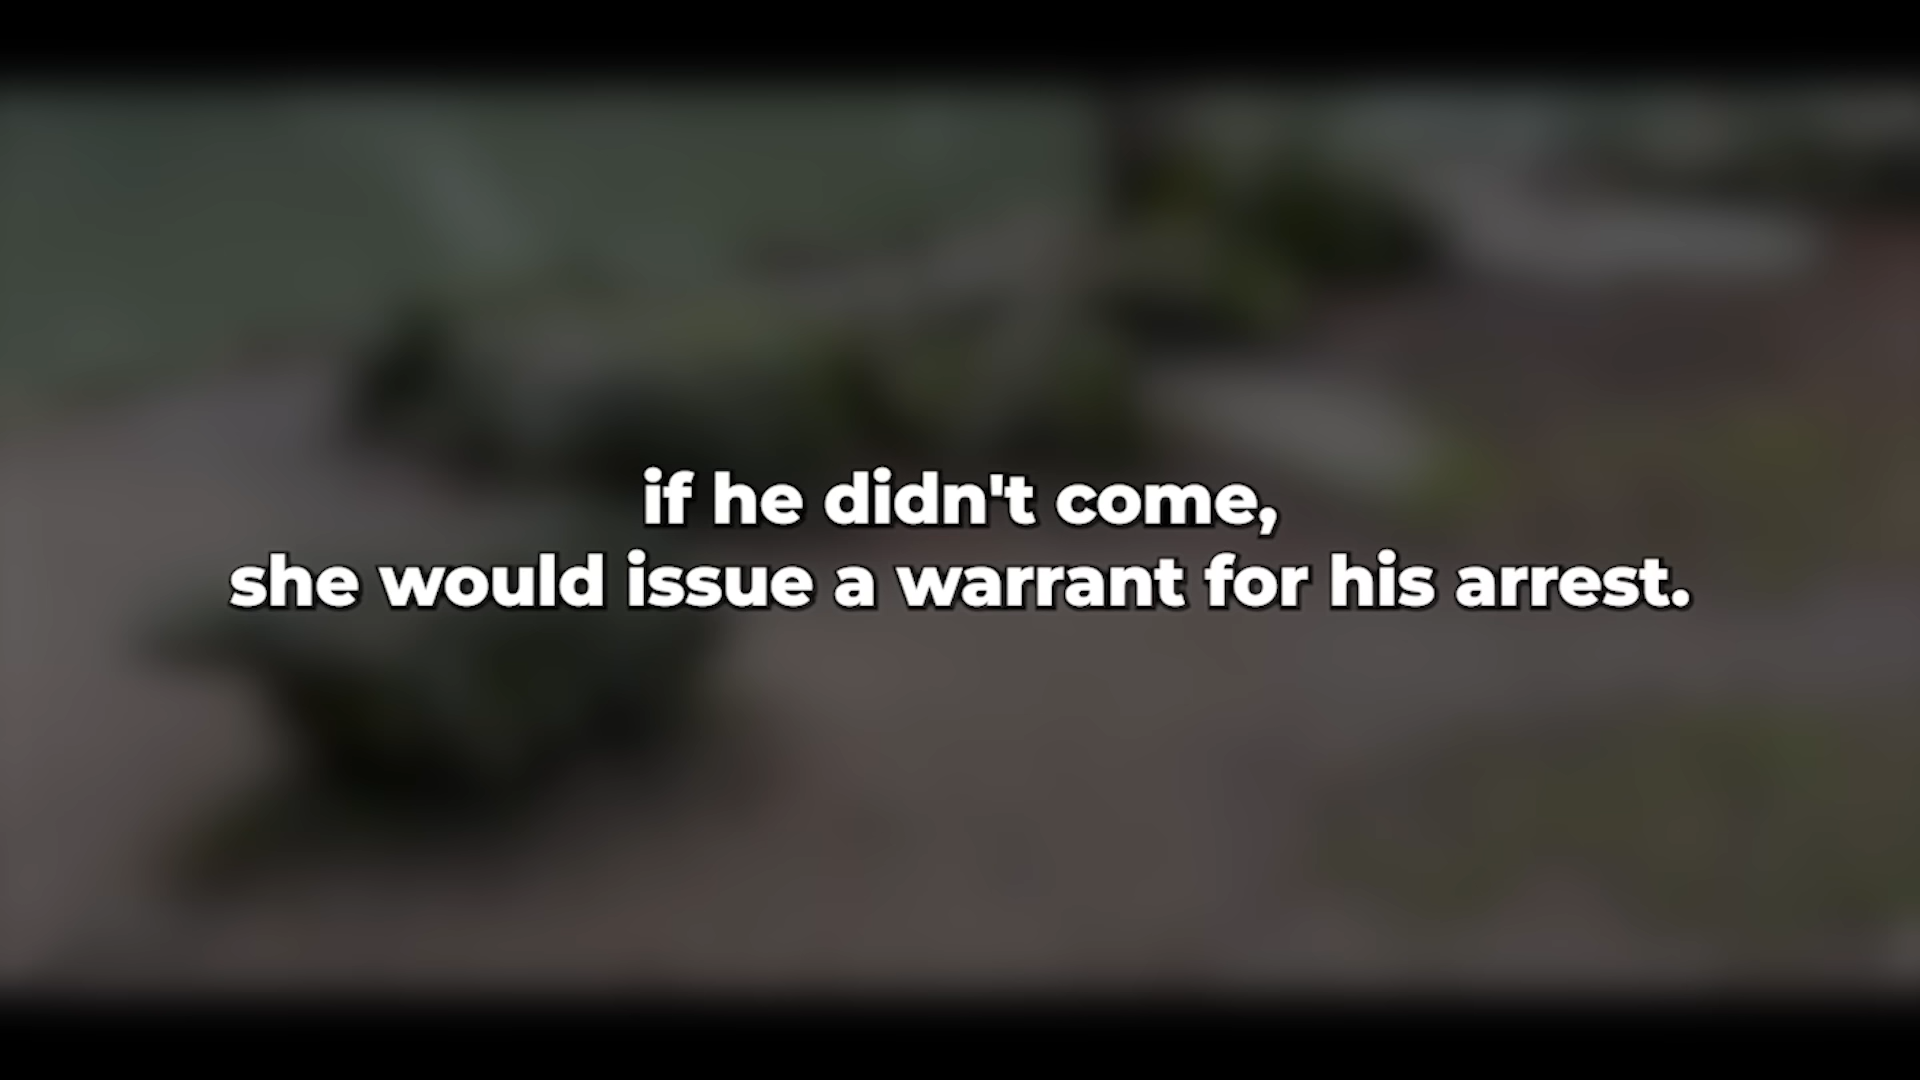 if he didn't come,
she would issue a warrant for his arrest.